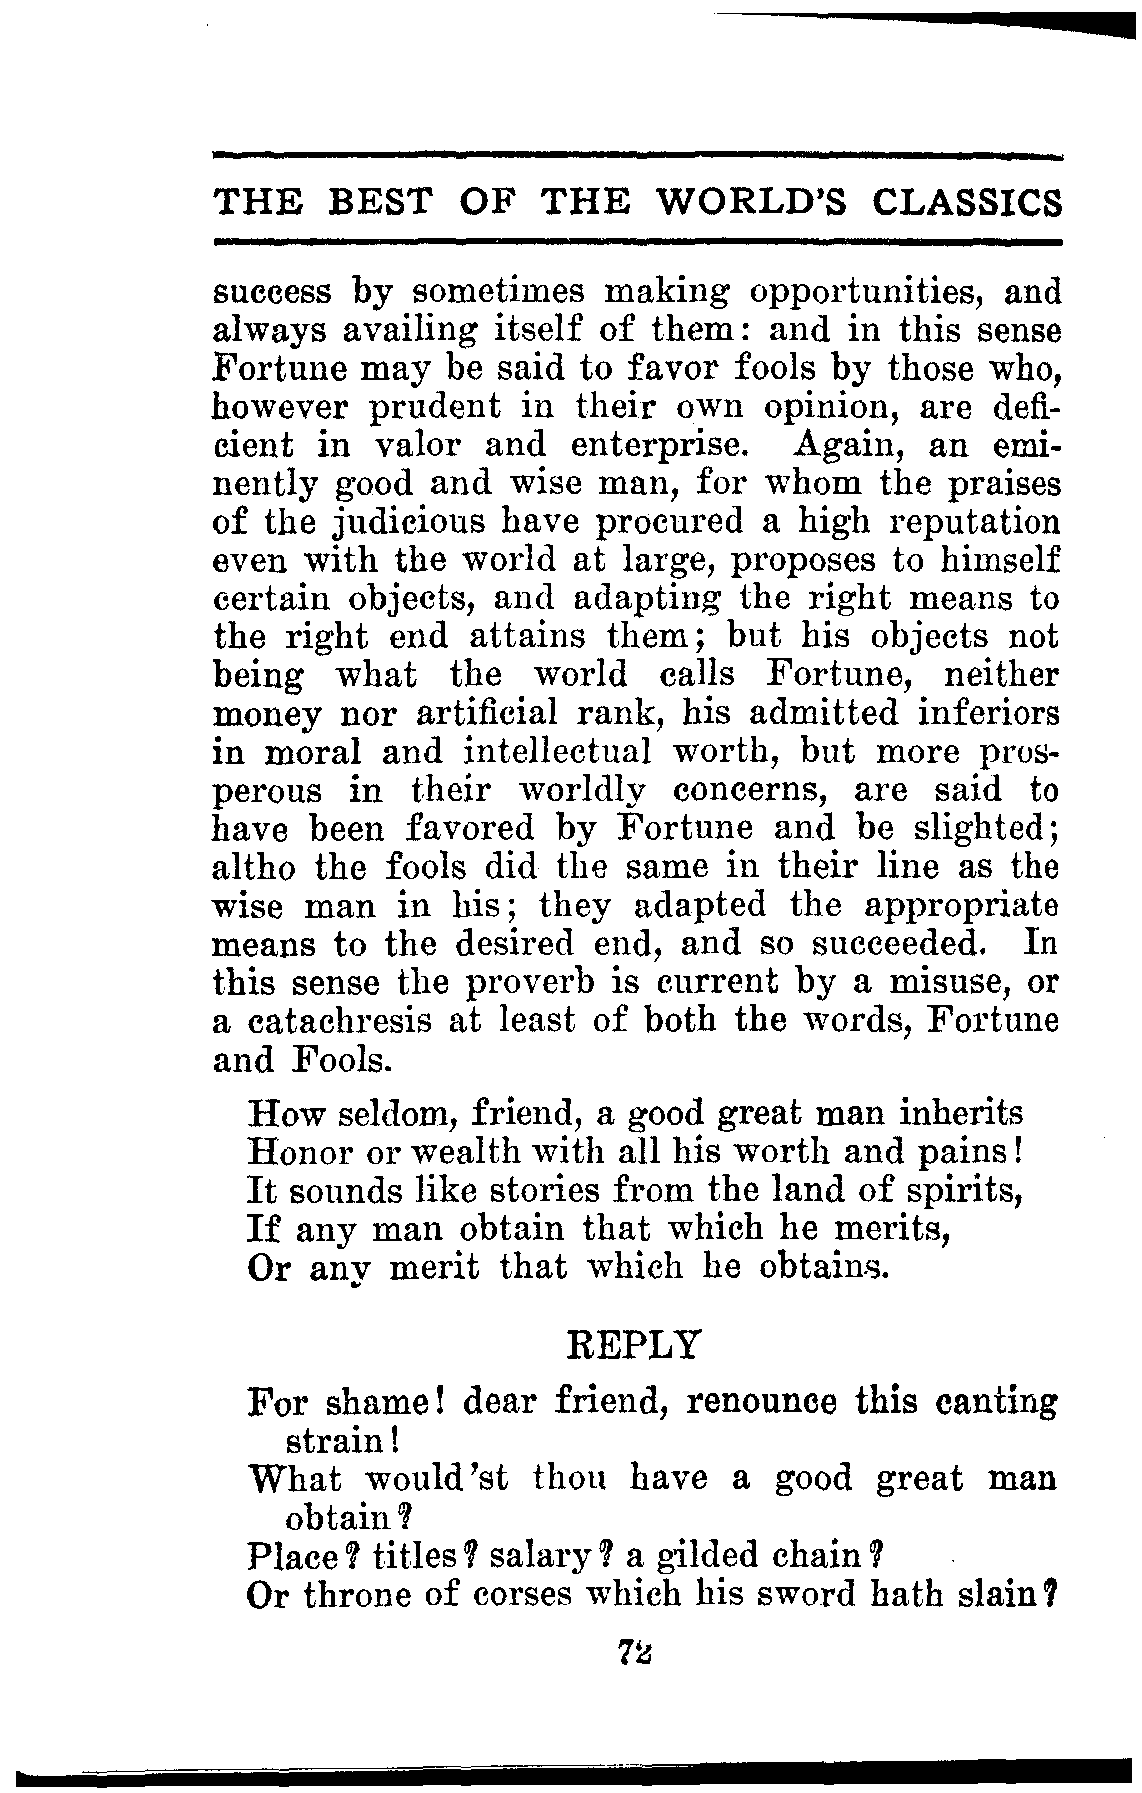 THE BEST OF THE WORLD'S CLASSICS
success by sometimes making opportunities, and
always availing itself of them: and in this sense
Fortune may be said to favor fools by those who,
however prudent in their own opinion, are defi-
cient in valor and enterprise. Again, an emi-
nently good and wise man, for whom the praises
of the judicious have procured a high reputation
even with the world at large, proposes to himself
certain objects, and adapting the right means to
the right end attains them; but his objects not
being what the world calls Fortune, neither
money nor artificial rank, his admitted inferiors
in moral and intellectual worth, but more pros-
perous in their worldly concerns, are said to
have been favored by Fortune and be slighted;
altho the fools did the same in their line as the
wise man in his; they adapted the appropriate
means to the desired end, and so succeeded. In
this sense the proverb is current by a misuse, or
a catachresis at least of both the words, Fortune
and Fools.
How seldom, friend, a good great man inherits
Honor or wealth with all his worth and pains!
It sounds like stories from the land of spirits,
If any man obtain that which he merits,
Or any merit that which he obtains.
REPLY
For shame! dear friend, renounce this canting
strain!
What would'st thou have a good great man
obtain?
Place? titles? salary? a gilded chain?
Or throne of corses which his sword hath slain?
72